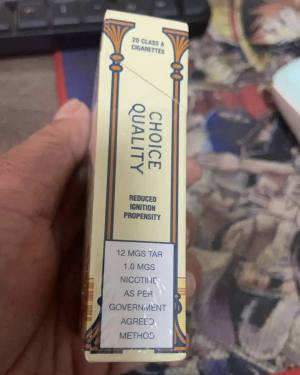 20 CLASS A
CIGARETTES
CHOICE
QUALITY
REDUCED
IGNITION
PROPENSITY
12 MGS TAR
1.0 MGS
NICOTINE
AS PER
GOVERNMENT
AGREED
METHOD